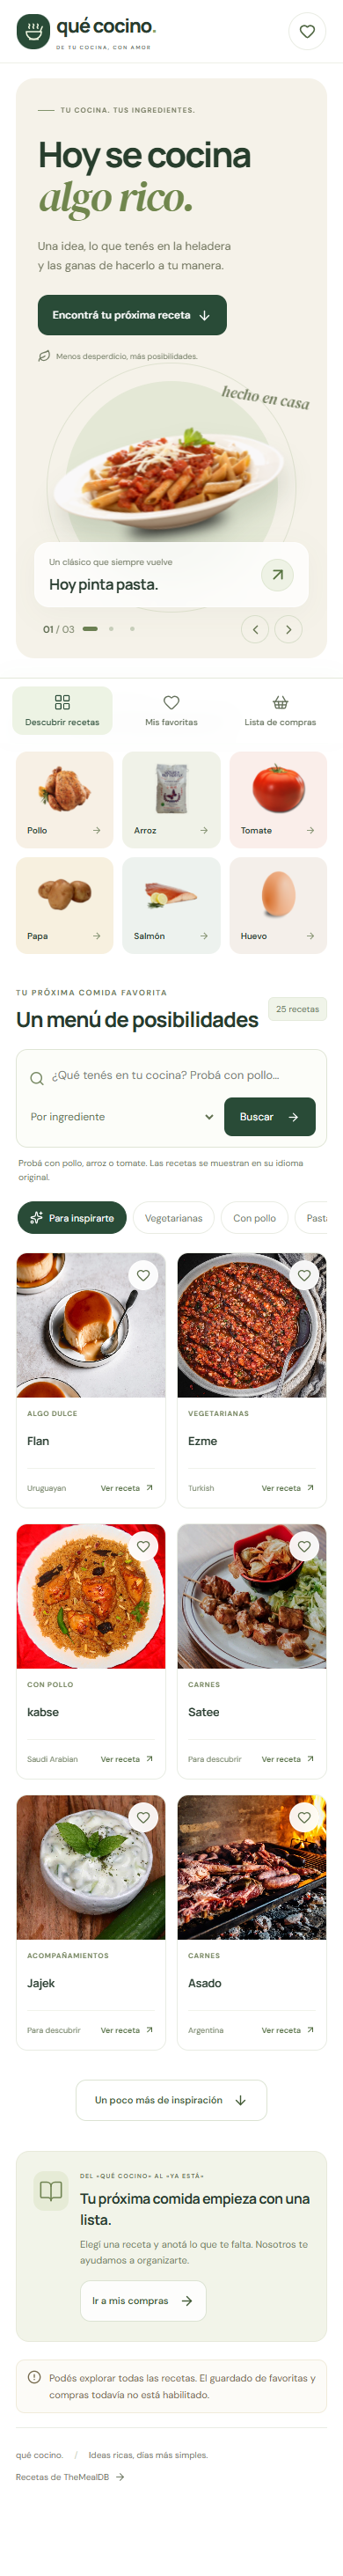 qué cocino.
DE TU COCINA, CON AMOR
TU COCINA. TUS INGREDIENTES.
Hoy se cocina
algo rico.
Una idea, lo que tenés en la heladera
y las ganas de hacerlo a tu manera.
Encontrá tu próxima receta
Menos desperdicio, más posibilidades.
hecho en casa
Un clásico que siempre vuelve
Hoy pinta pasta.
01 / 03
Descubrir recetas
Mis favoritas
Lista de compras
Pollo
Arroz
Tomate
Papa
Salmón
Huevo
TU PRÓXIMA COMIDA FAVORITA
Un menú de posibilidades
25 recetas
¿Qué tenés en tu cocina? Probá con pollo...
Por ingrediente
Buscar
Probá con pollo, arroz o tomate. Las recetas se muestran en su idioma
original.
Para inspirarte
Vegetarianas
Con pollo
Pasta
ALGO DULCE
Flan
Uruguayan
Ver receta
VEGETARIANAS
Ezme
Turkish
Ver receta
CON POLLO
kabse
Saudi Arabian
Ver receta
CARNES
Satee
Para descubrir
Ver receta
ACOMPAÑAMIENTOS
Jajek
Para descubrir
Ver receta
CARNES
Asado
Argentina
Ver receta
Un poco más de inspiración
DEL «QUÉ COCINO» AL «YA ESTÁ»
Tu próxima comida empieza con una
lista.
Elegí una receta y anotá lo que te falta. Nosotros te
ayudamos a organizarte.
Ir a mis compras
Podés explorar todas las recetas. El guardado de favoritas y
compras todavía no está habilitado.
qué cocino. / Ideas ricas, días más simples.
Recetas de TheMealDB